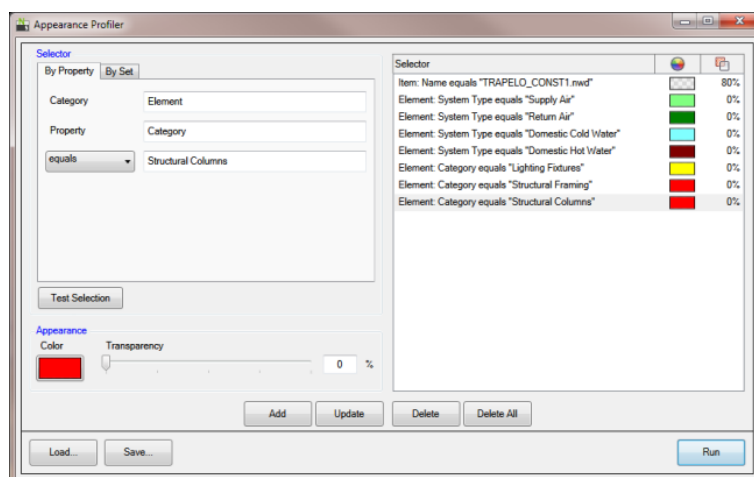 Appearance Profiler
Selector
By Property By Set
Category Element
Property Category
equals Structural Columns
Test Selection
Appearance
Color Transparency
0 %
Selector
Item: Name equals "TRAPELO_CONST1.nwd" 80%
Element: System Type equals "Supply Air" 0%
Element: System Type equals "Return Air" 0%
Element: System Type equals "Domestic Cold Water" 0%
Element: System Type equals "Domestic Hot Water" 0%
Element: Category equals "Lighting Fixtures" 0%
Element: Category equals "Structural Framing" 0%
Element: Category equals "Structural Columns" 0%
Add Update Delete Delete All
Load... Save... Run